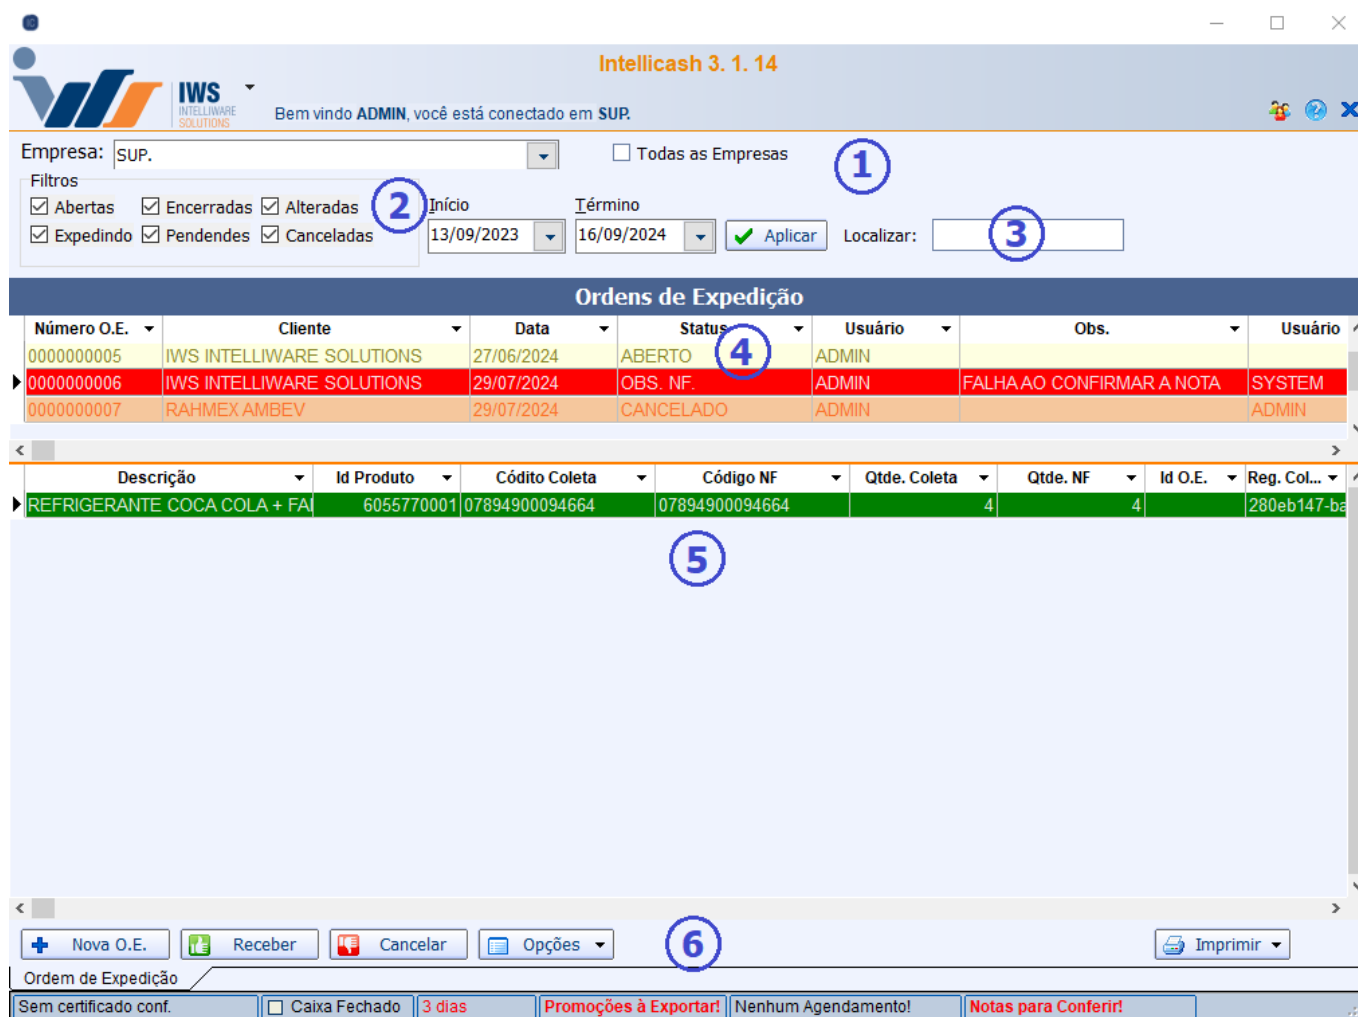 Intellicash 3. 1. 14
IWS
INTELLIWARE
SOLUTIONS
Bem vindo ADMIN, você está conectado em SUP.
Empresa: SUP. Todas as Empresas 1
Filtros
Abertas Encerradas Alteradas 2 Início Término
Expedindo Pendendes Canceladas 13/09/2023 16/09/2024 Aplicar Localizar: 3
Ordens de Expedição
Número O.E. Cliente Data Status Usuário Obs. Usuário
0000000005 IWS INTELLIWARE SOLUTIONS 27/06/2024 ABERTO 4 ADMIN
0000000006 IWS INTELLIWARE SOLUTIONS 29/07/2024 OBS. NF. ADMIN FALHA AO CONFIRMAR A NOTA SYSTEM
0000000007 RAHMEX AMBEV 29/07/2024 CANCELADO ADMIN ADMIN
Descrição Id Produto Códito Coleta Código NF Qtde. Coleta Qtde. NF Id O.E. Reg. Col...
REFRIGERANTE COCA COLA + FAI 6055770001 07894900094664 07894900094664 4 4 280eb147-ba
5
Nova O.E. Receber Cancelar Opções 6 Imprimir
Ordem de Expedição
Sem certificado conf. Caixa Fechado 3 dias Promoções à Exportar! Nenhum Agendamento! Notas para Conferir!